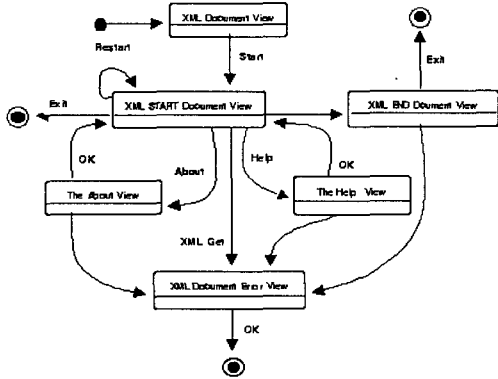 XML Document View
Restart
Start
Exit
Exit
XML START Document View
XML END Doument View
OK
About
Help
OK
The About View
The Help View
XML Get
XML Document Error View
OK